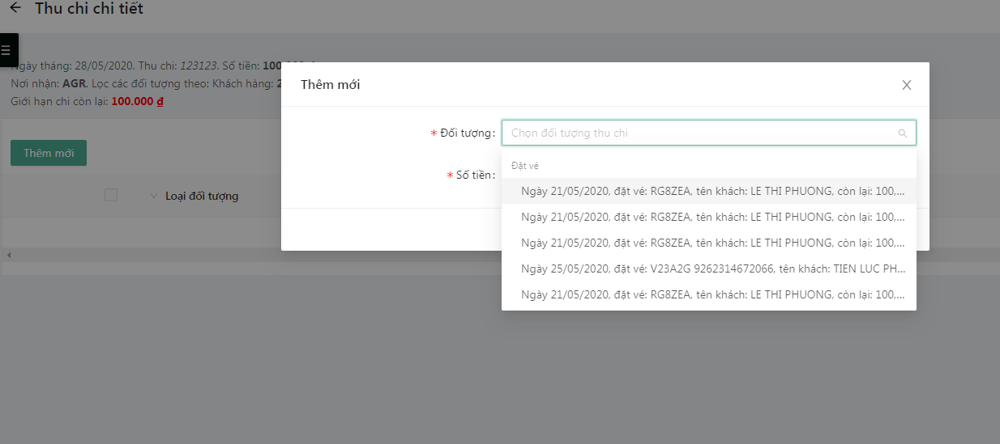 Thu chi chi tiết
Ngày tháng: 28/05/2020. Thu chi: 123123. Số tiền: 100
Nơi nhận: AGR. Lọc các đối tượng theo: Khách hàng: 2
Giới hạn chi còn lại: 100.000 ₫
Thêm mới
Loại đối tượng
Thêm mới
* Đối tượng:
Chọn đối tượng thu chi
* Số tiền:
Đặt vé
Ngày 21/05/2020, đặt vé: RG8ZEA, tên khách: LE THI PHUONG, còn lại: 100,...
Ngày 21/05/2020, đặt vé: RG8ZEA, tên khách: LE THI PHUONG, còn lại: 100,...
Ngày 21/05/2020, đặt vé: RG8ZEA, tên khách: LE THI PHUONG, còn lại: 100,...
Ngày 25/05/2020, đặt vé: V23A2G 9262314672066, tên khách: TIEN LUC PH...
Ngày 21/05/2020, đặt vé: RG8ZEA, tên khách: LE THI PHUONG, còn lại: 100,...